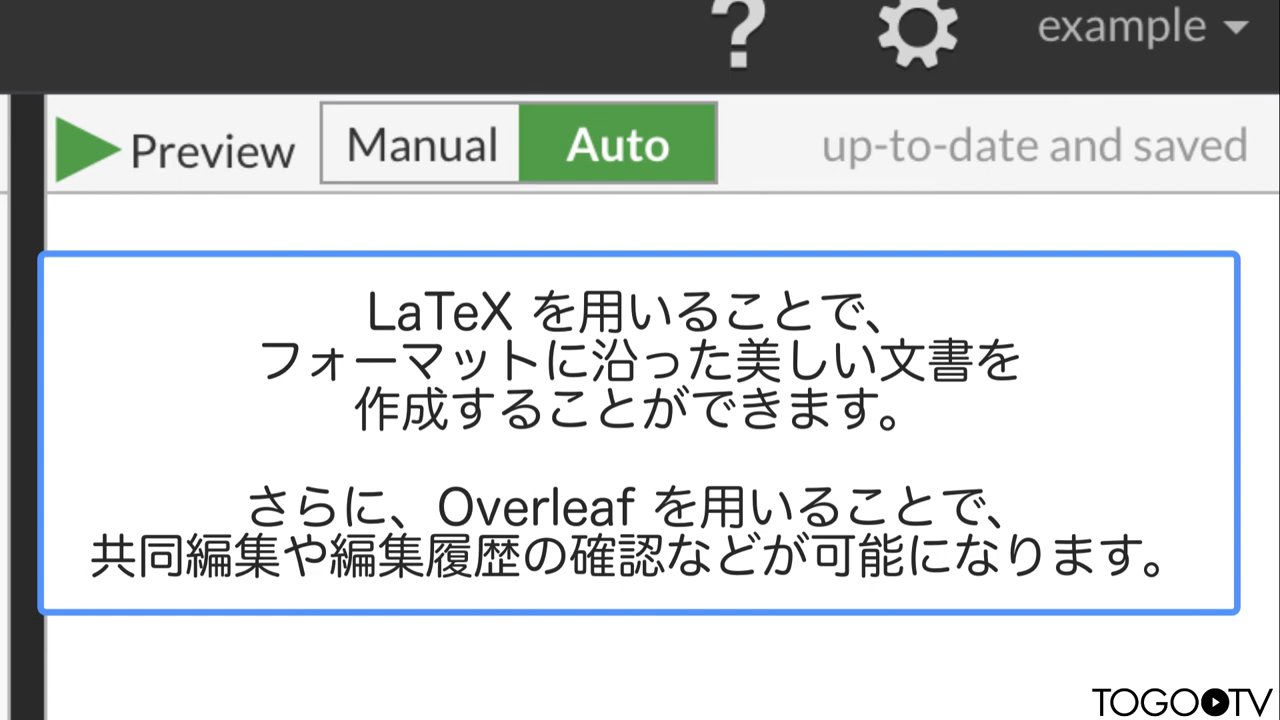 ?
example
Preview
Manual
Auto
up-to-date and saved
LaTeX を用いることで、
フォーマットに沿った美しい文書を
作成することができます。
さらに、Overleaf を用いることで、
共同編集や編集履歴の確認などが可能になります。
TOGOTV